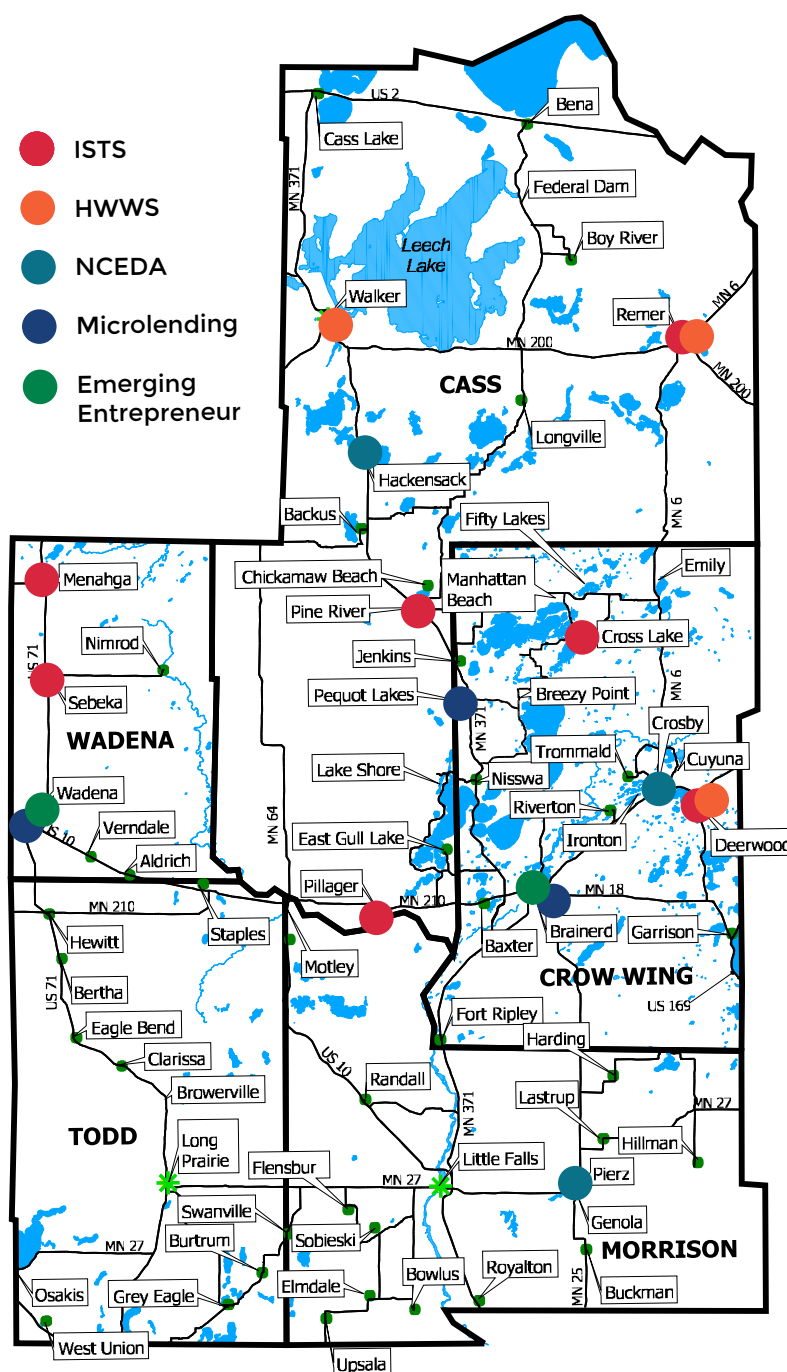 ISTS
HWWS
NCEDA
Microlending
Emerging
Entrepreneur
US 2
Bena
Cass Lake
MN 371
Federal Dam
Leech
Lake
Boy River
Walker
MN 6
Remer
MN 200
MN 200
CASS
Longville
Hackensack
Backus
MN 6
Fifty Lakes
Emily
Chickamaw Beach
Manhattan
Beach
Menahga
Pine River
Cross Lake
Nimrod
US 71
Jenkins
MN 6
Sebeka
Pequot Lakes
Breezy Point
MN 371
Crosby
WADENA
Trommald
Cuyuna
Lake Shore
Nisswa
Wadena
Riverton
MN 64
US 10
Verndale
East Gull Lake
Ironton
Deerwood
Aldrich
Pillager
MN 210
MN 18
MN 210
Staples
Hewitt
Motley
Baxter
Brainerd
Garrison
CROW WING
Bertha
US 71
US 169
Eagle Bend
Fort Ripley
Harding
Clarissa
US 10
Randall
Browerville
MN 371
Lastrup
MN 27
TODD
Long
Prairie
Hillman
Flensbur
MN 27
Little Falls
Pierz
Swanville
Genola
Sobieski
MN 27
Burtrum
MORRISON
Osakis
Grey Eagle
Elmdale
Bowlus
Royalton
MN 25
Buckman
West Union
Upsala